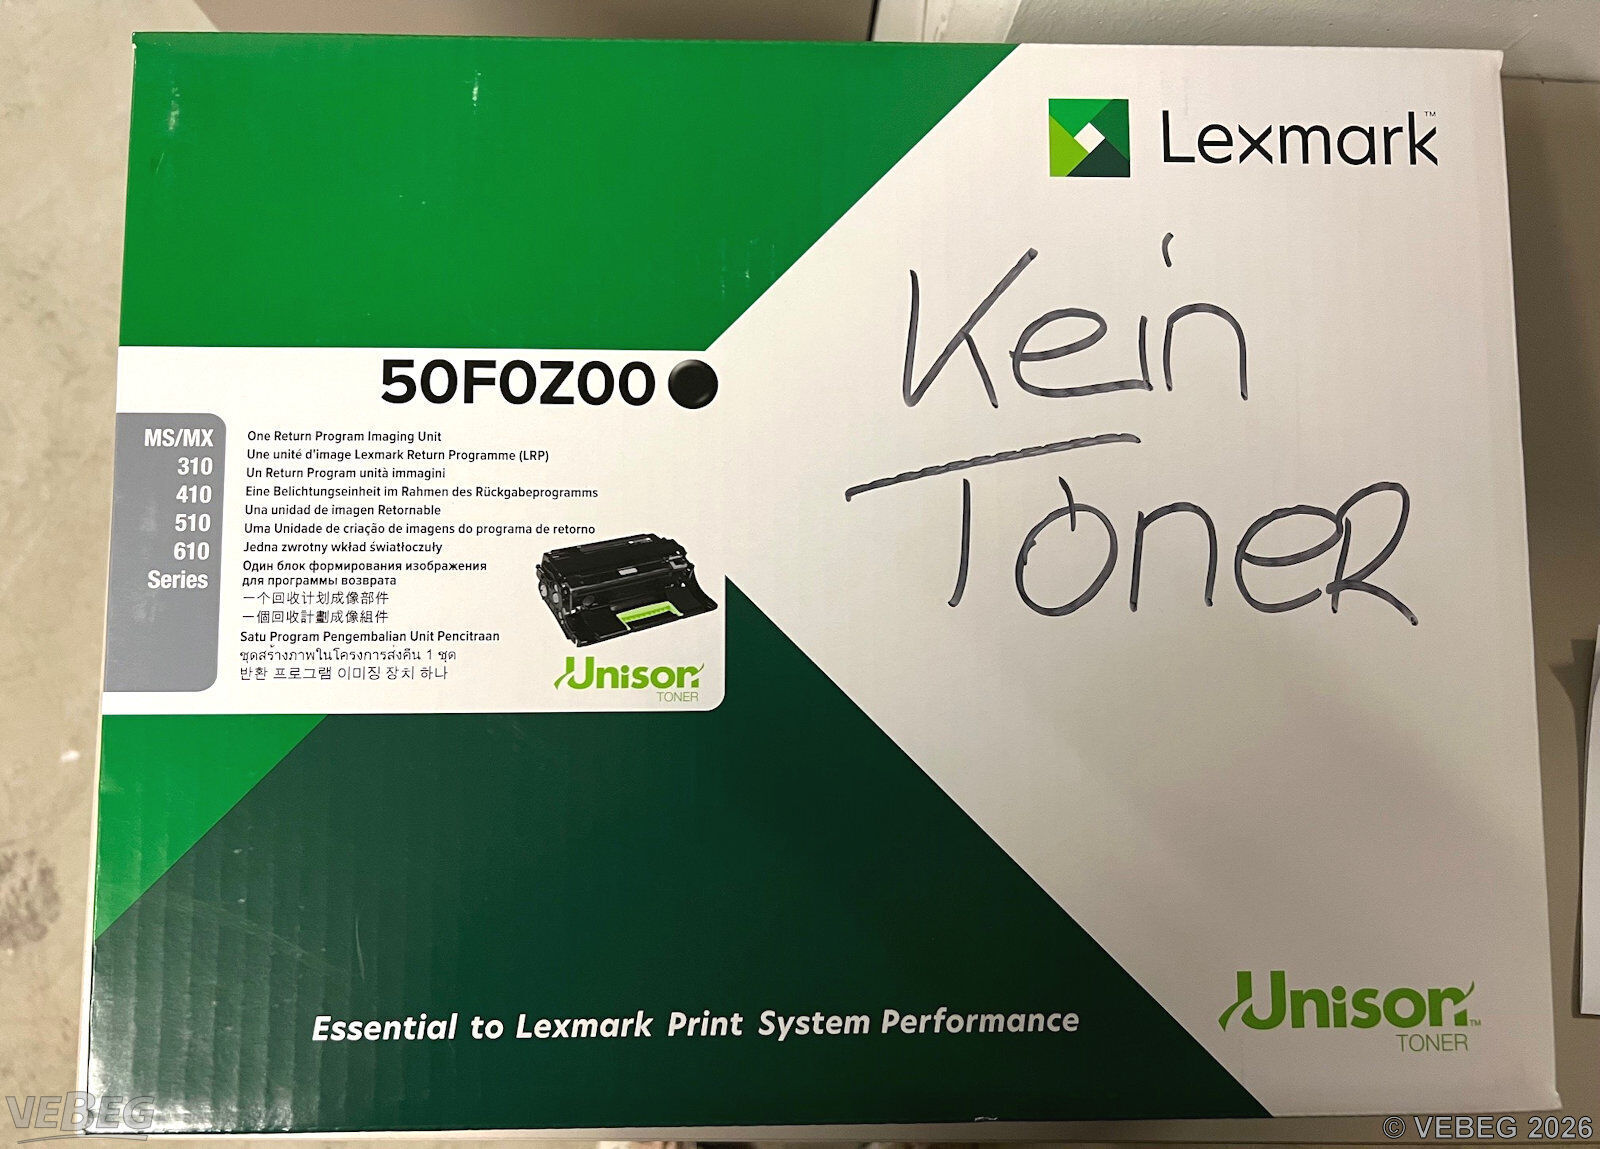 Lexmark™
Kein
Toner
50F0Z00
MS/MX
310
410
510
610
Series
One Return Program Imaging Unit
Une unité d'image Lexmark Return Programme (LRP)
Un Return Program unità immagini
Eine Belichtungseinheit im Rahmen des Rückgabeprogramms
Una unidad de imagen Retornable
Uma Unidade de criação de imagens do programa de retorno
Jedna zwrotny wkład światłoczuły
Один блок формирования изображения
для программы возврата
一个回收计划成像部件
一個回收計劃成像組件
Satu Program Pengembalian Unit Pencitraan
ชุดสร้างภาพในโครงการส่งคืน 1 ชุด
반환 프로그램 이미징 장치 하나
Unison
TONER
Essential to Lexmark Print System Performance
Unison™
TONER
VEBEG
© VEBEG 2026